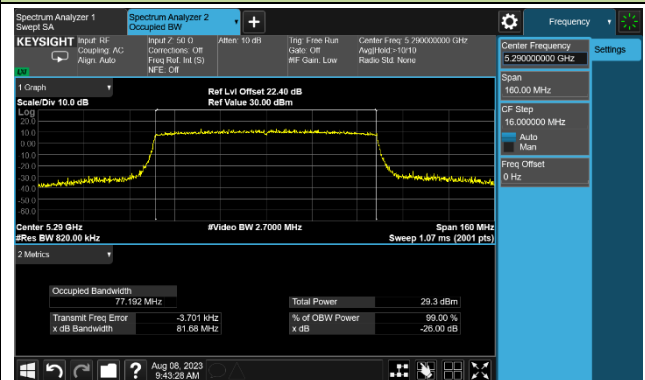 Spectrum Analyzer 1
Swept SA
Spectrum Analyzer 2
Occupied BW
Frequency
KEYSIGHT
Input: RF
Coupling: AC
Align: Auto
Input Z: 50 Ω
Corrections: Off
Freq Ref: Int (S)
NFE: Off
Atten: 10 dB
Trig: Free Run
Gate: Off
#IF Gain: Low
Center Freq: 5.290000000 GHz
Avg|Hold:>10/10
Radio Std: None
Center Frequency
5.290000000 GHz
Settings
Span
160.00 MHz
CF Step
16.000000 MHz
Auto
Man
Freq Offset
0 Hz
1 Graph
Scale/Div 10.0 dB
Ref Lvl Offset 22.40 dB
Ref Value 30.00 dBm
Log
20.0
10.0
0.00
-10.0
-20.0
-30.0
-40.0
-50.0
-60.0
Center 5.29 GHz
#Res BW 820.00 kHz
#Video BW 2.7000 MHz
Span 160 MHz
Sweep 1.07 ms (2001 pts)
2 Metrics
Occupied Bandwidth
77.192 MHz
Total Power 29.3 dBm
Transmit Freq Error -3.701 kHz
% of OBW Power 99.00 %
x dB Bandwidth 81.68 MHz
x dB -26.00 dB
?
Aug 08, 2023
9:43:28 AM